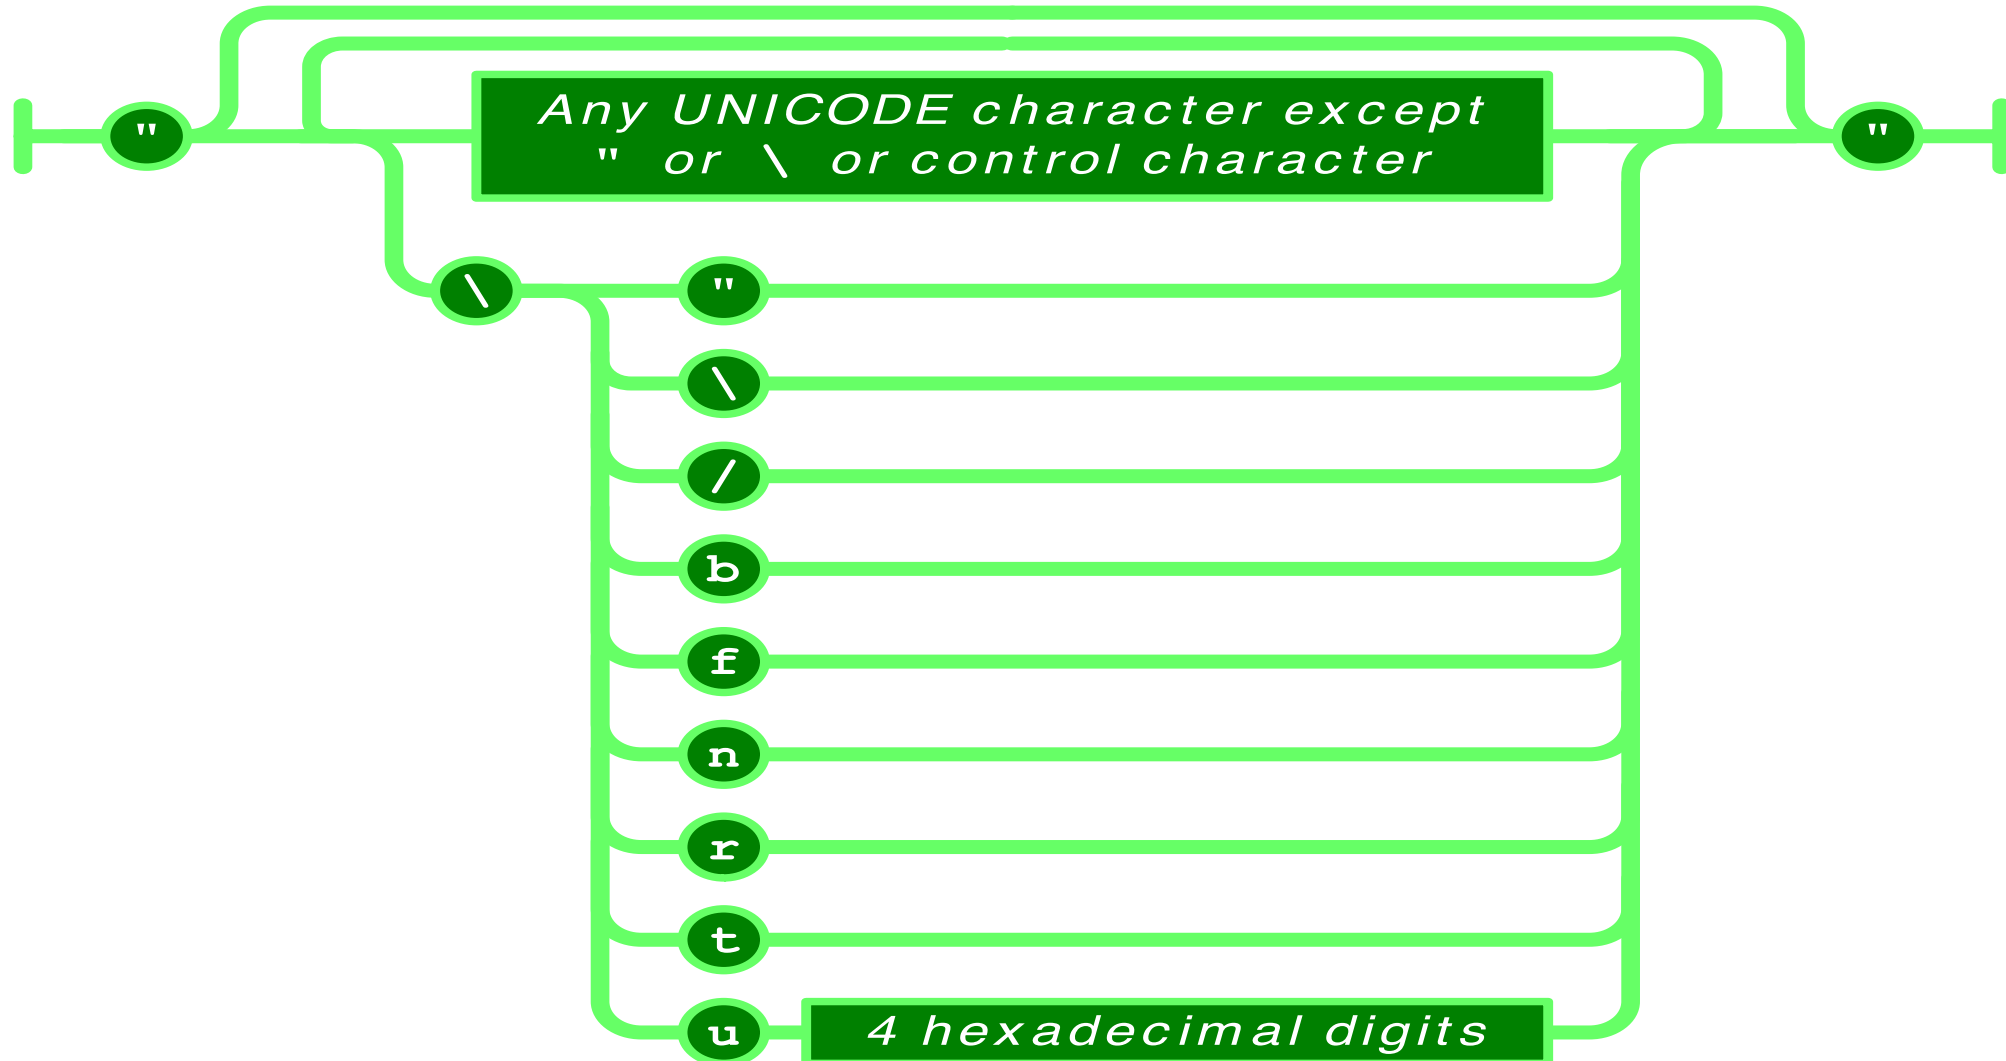 "
Any UNICODE character except
" or \ or control character
"
\
"
\
/
b
f
n
r
t
u
4 hexadecimal digits